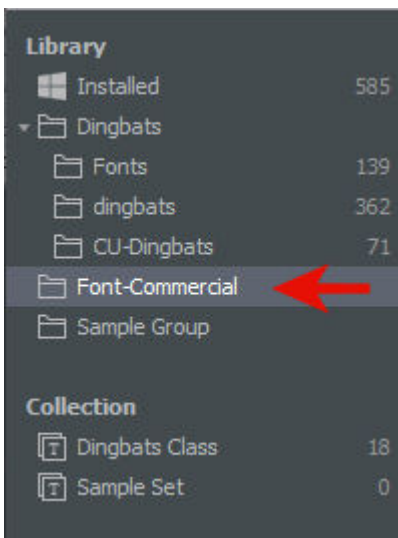 Library
Installed 585
Dingbats
Fonts 139
dingbats 362
CU-Dingbats 71
Font-Commercial
Sample Group
Collection
Dingbats Class 18
Sample Set 0